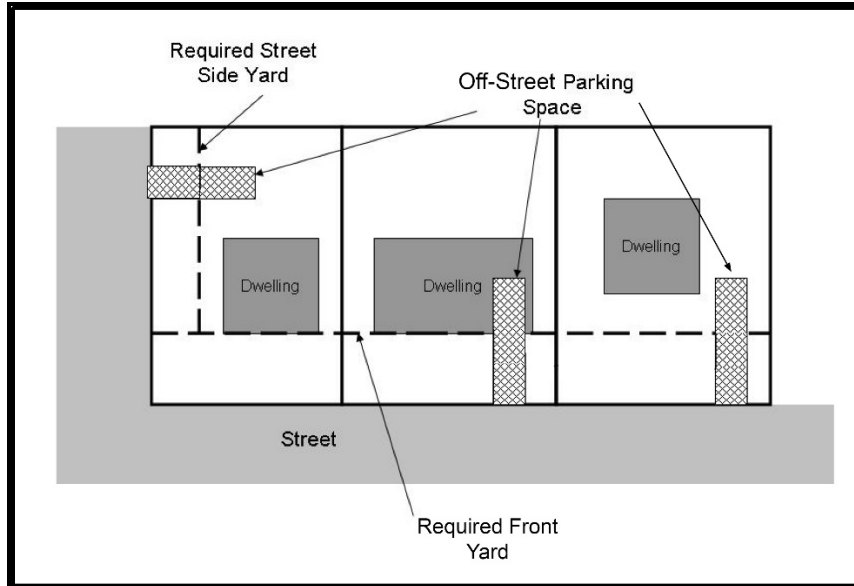 Required Street
Side Yard
Off-Street Parking
Space
Dwelling
Dwelling
Dwelling
Street
Required Front
Yard